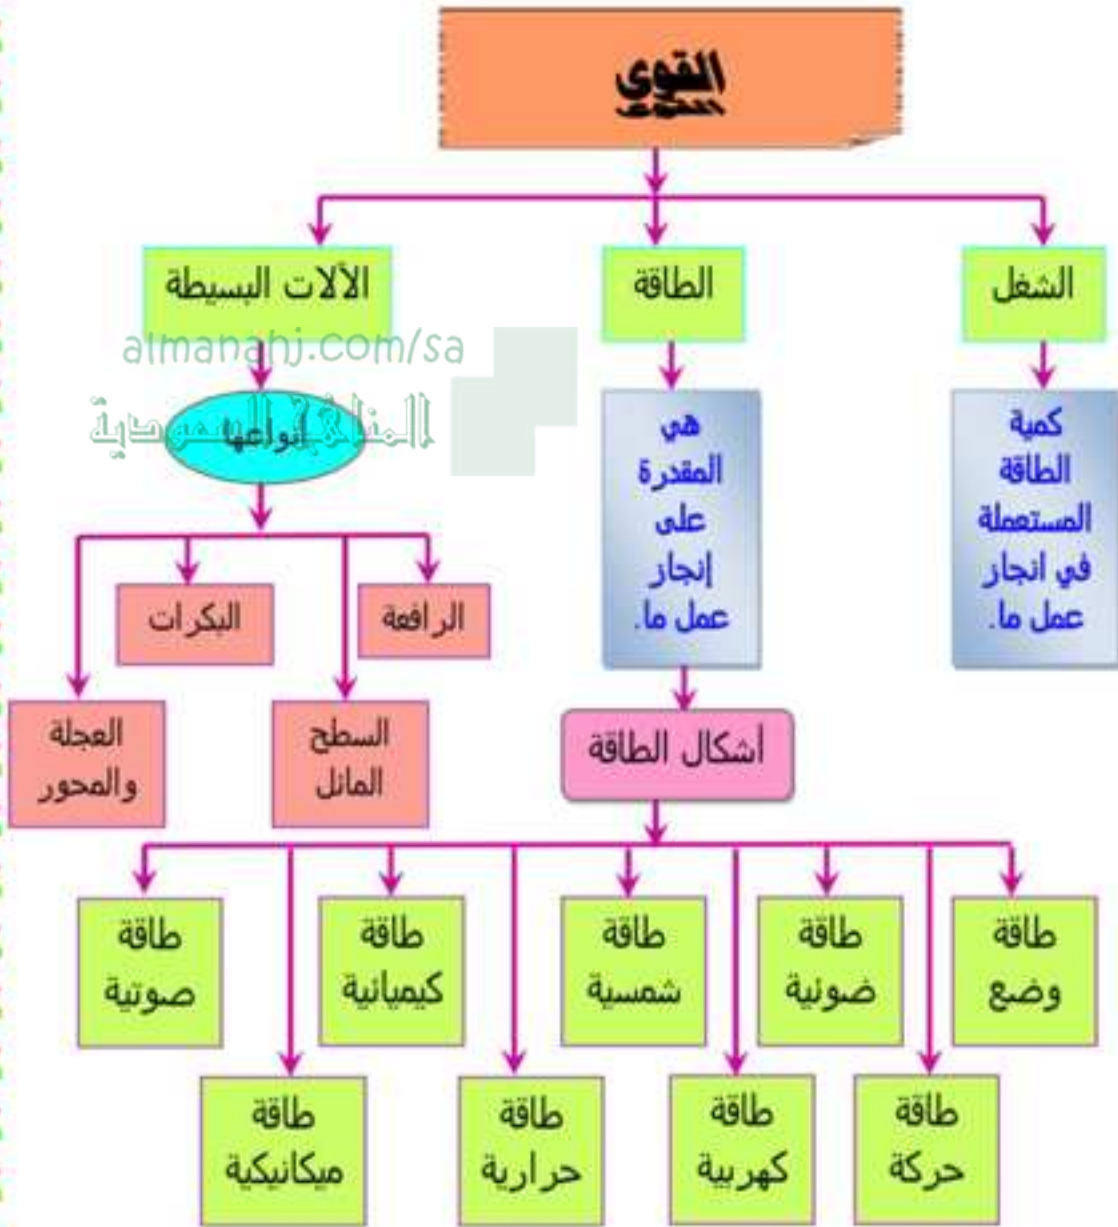 القوى
الشغل
الطاقة
الآلات البسيطة
almanahj.com/sa
المناهج السعودية
كمية
الطاقة
المستعملة
في انجاز
عمل ما.
هي
المقدرة
على
إنجاز
عمل ما.
أنواعها
الرافعة
البكرات
السطح
المائل
العجلة
والمحور
أشكال الطاقة
طاقة
وضع
طاقة
ضوئية
طاقة
شمسية
طاقة
كيميائية
طاقة
صوتية
طاقة
حركة
طاقة
كهربية
طاقة
حرارية
طاقة
ميكانيكية